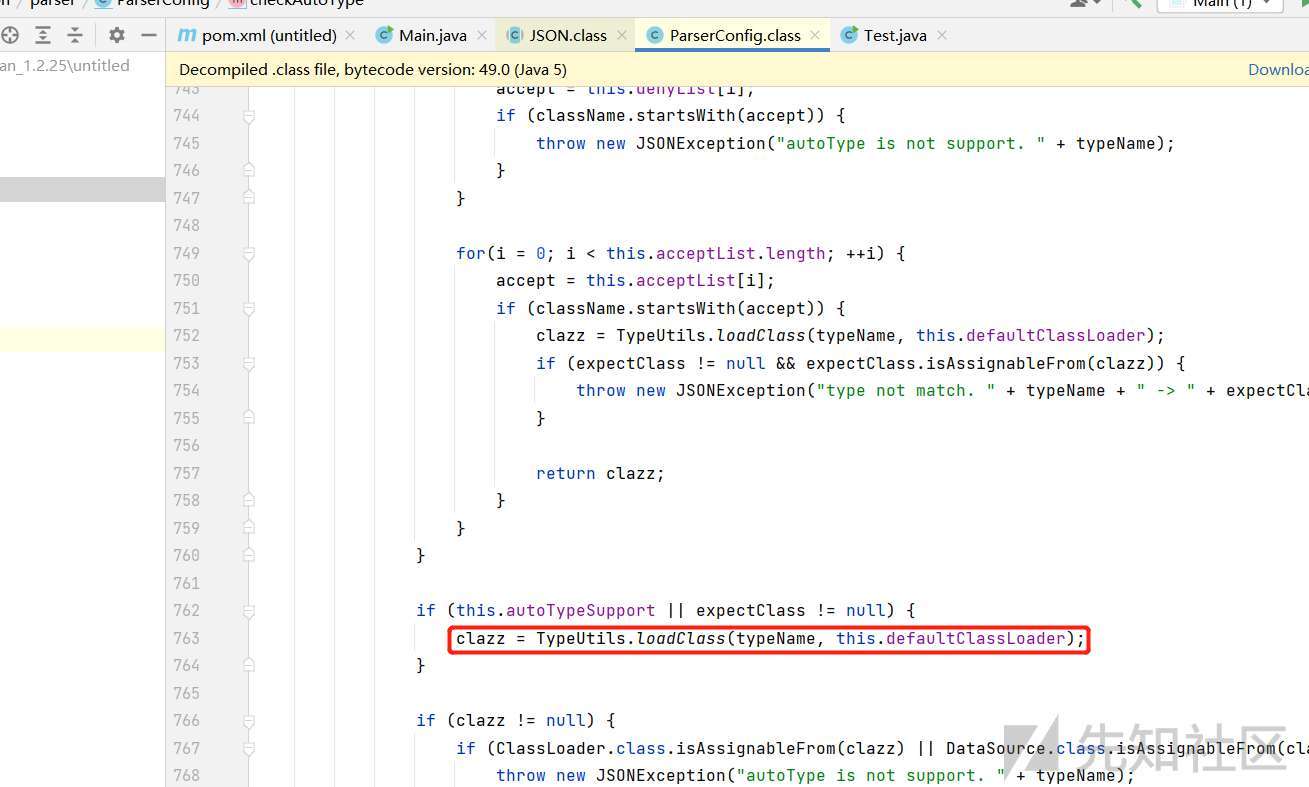 parser ParserConfig checkAutoType Main (1)
pom.xml (untitled) Main.java JSON.class ParserConfig.class Test.java
an_1.2.25\untitled
Decompiled .class file, bytecode version: 49.0 (Java 5) Downloa
743 accept = this.denyList[i];
744 if (className.startsWith(accept)) {
745 throw new JSONException("autoType is not support. " + typeName);
746 }
747 }
748
749 for(i = 0; i < this.acceptList.length; ++i) {
750 accept = this.acceptList[i];
751 if (className.startsWith(accept)) {
752 clazz = TypeUtils.loadClass(typeName, this.defaultClassLoader);
753 if (expectClass != null && expectClass.isAssignableFrom(clazz)) {
754 throw new JSONException("type not match. " + typeName + " -> " + expectCla
755 }
756
757 return clazz;
758 }
759 }
760 }
761
762 if (this.autoTypeSupport || expectClass != null) {
763 clazz = TypeUtils.loadClass(typeName, this.defaultClassLoader);
764 }
765
766 if (clazz != null) {
767 if (ClassLoader.class.isAssignableFrom(clazz) || DataSource.class.isAssignableFrom(cla
768 throw new JSONException("autoType is not support. " + typeName);
先知社区